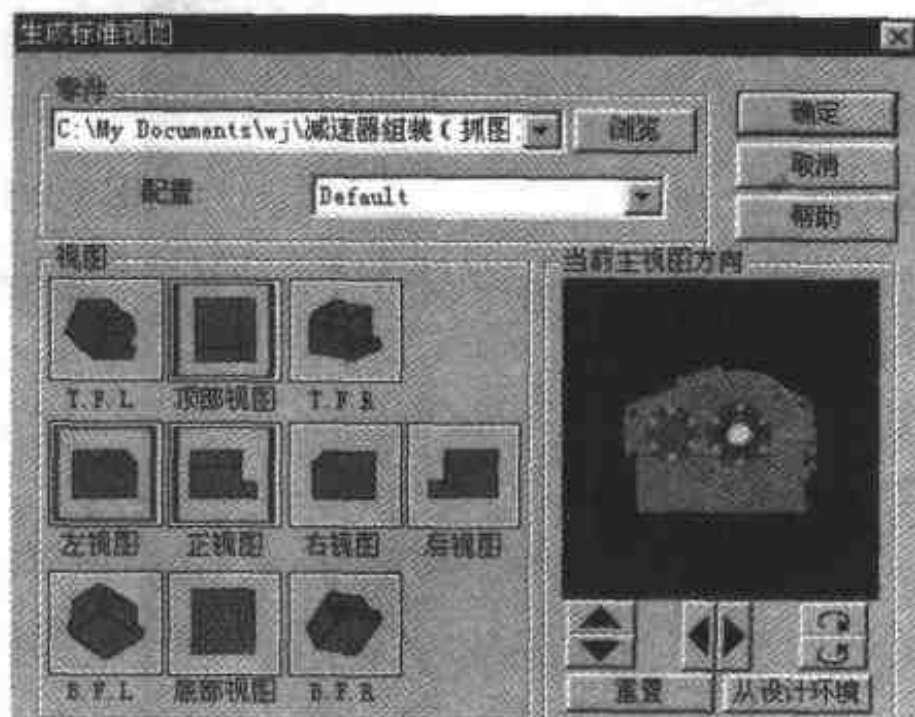 生成标准视图
零件
C:\My Documents\wj\减速器组装(抓图
浏览
确定
取消
帮助
配置
Default
视图
当前主视图方向
T.F.L
顶部视图
T.F.R
左视图
正视图
右视图
后视图
B.F.L
底部视图
B.F.R
重置
从设计环境